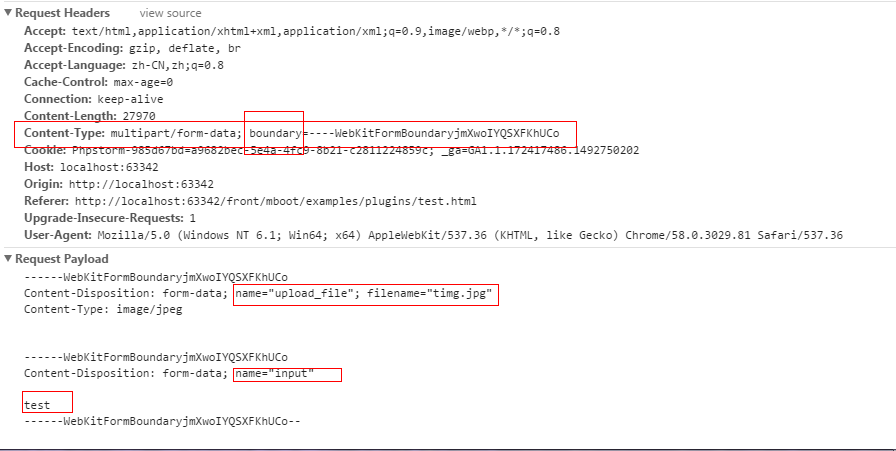 Request Headers view source
Accept: text/html,application/xhtml+xml,application/xml;q=0.9,image/webp,*/*;q=0.8
Accept-Encoding: gzip, deflate, br
Accept-Language: zh-CN,zh;q=0.8
Cache-Control: max-age=0
Connection: keep-alive
Content-Length: 27970
Content-Type: multipart/form-data; boundary=----WebKitFormBoundaryjmXwoIYQSXFKhUCo
Cookie: Phpstorm-985d67bd=a9682bec-5e4a-4fc9-8b21-c2811224859c; _ga=GA1.1.172417486.1492750202
Host: localhost:63342
Origin: http://localhost:63342
Referer: http://localhost:63342/front/mboot/examples/plugins/test.html
Upgrade-Insecure-Requests: 1
User-Agent: Mozilla/5.0 (Windows NT 6.1; Win64; x64) AppleWebKit/537.36 (KHTML, like Gecko) Chrome/58.0.3029.81 Safari/537.36
Request Payload
------WebKitFormBoundaryjmXwoIYQSXFKhUCo
Content-Disposition: form-data; name="upload_file"; filename="timg.jpg"
Content-Type: image/jpeg
------WebKitFormBoundaryjmXwoIYQSXFKhUCo
Content-Disposition: form-data; name="input"
test
------WebKitFormBoundaryjmXwoIYQSXFKhUCo--